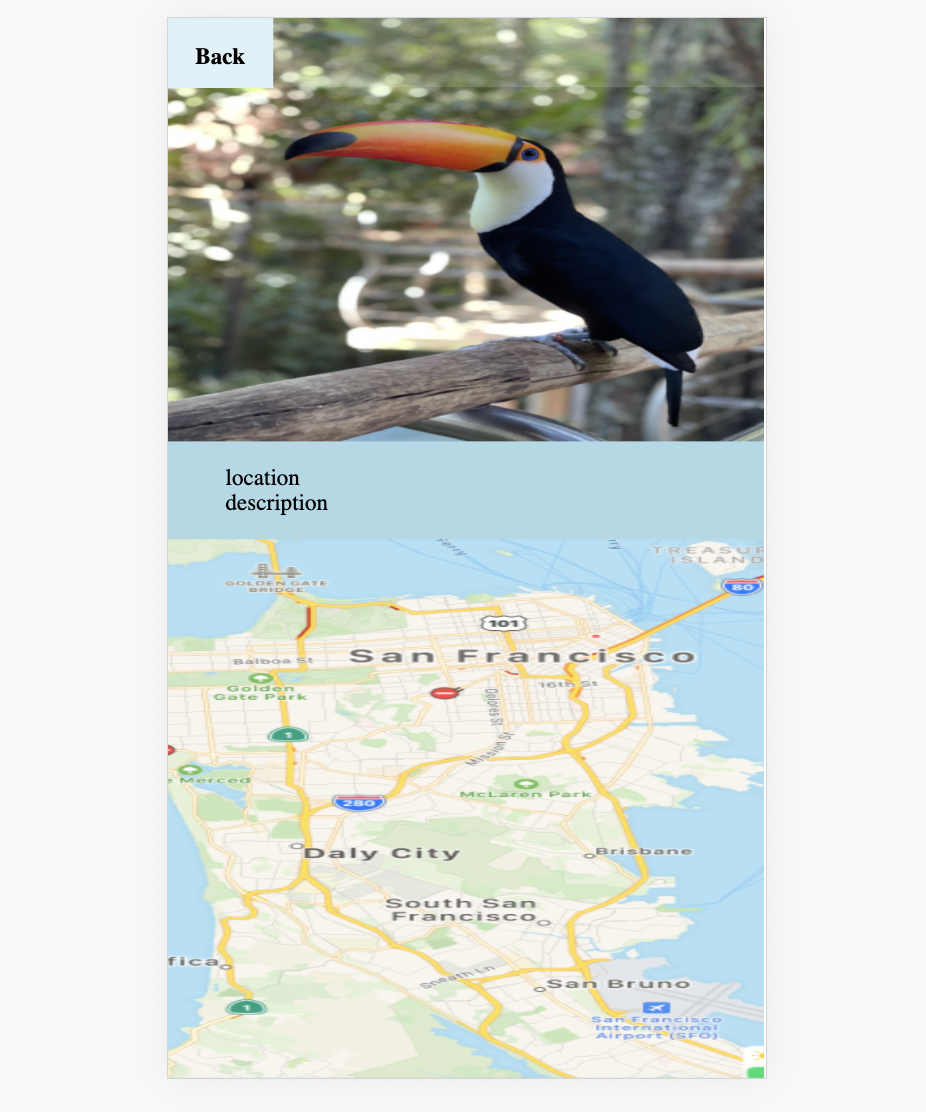 Back
location
description
Ferry
TREASUR
ISLAND
GOLDEN GATE
BRIDGE
80
101
Balboa St
San Francisco
Golden
Gate Park
16th St
Dolores St
1
Mission St
e Merced
280
McLaren Park
Daly City
Brisbane
South San
Francisco
fica
Sneath Ln
San Bruno
1
San Francisco
International
Airport (SFO)